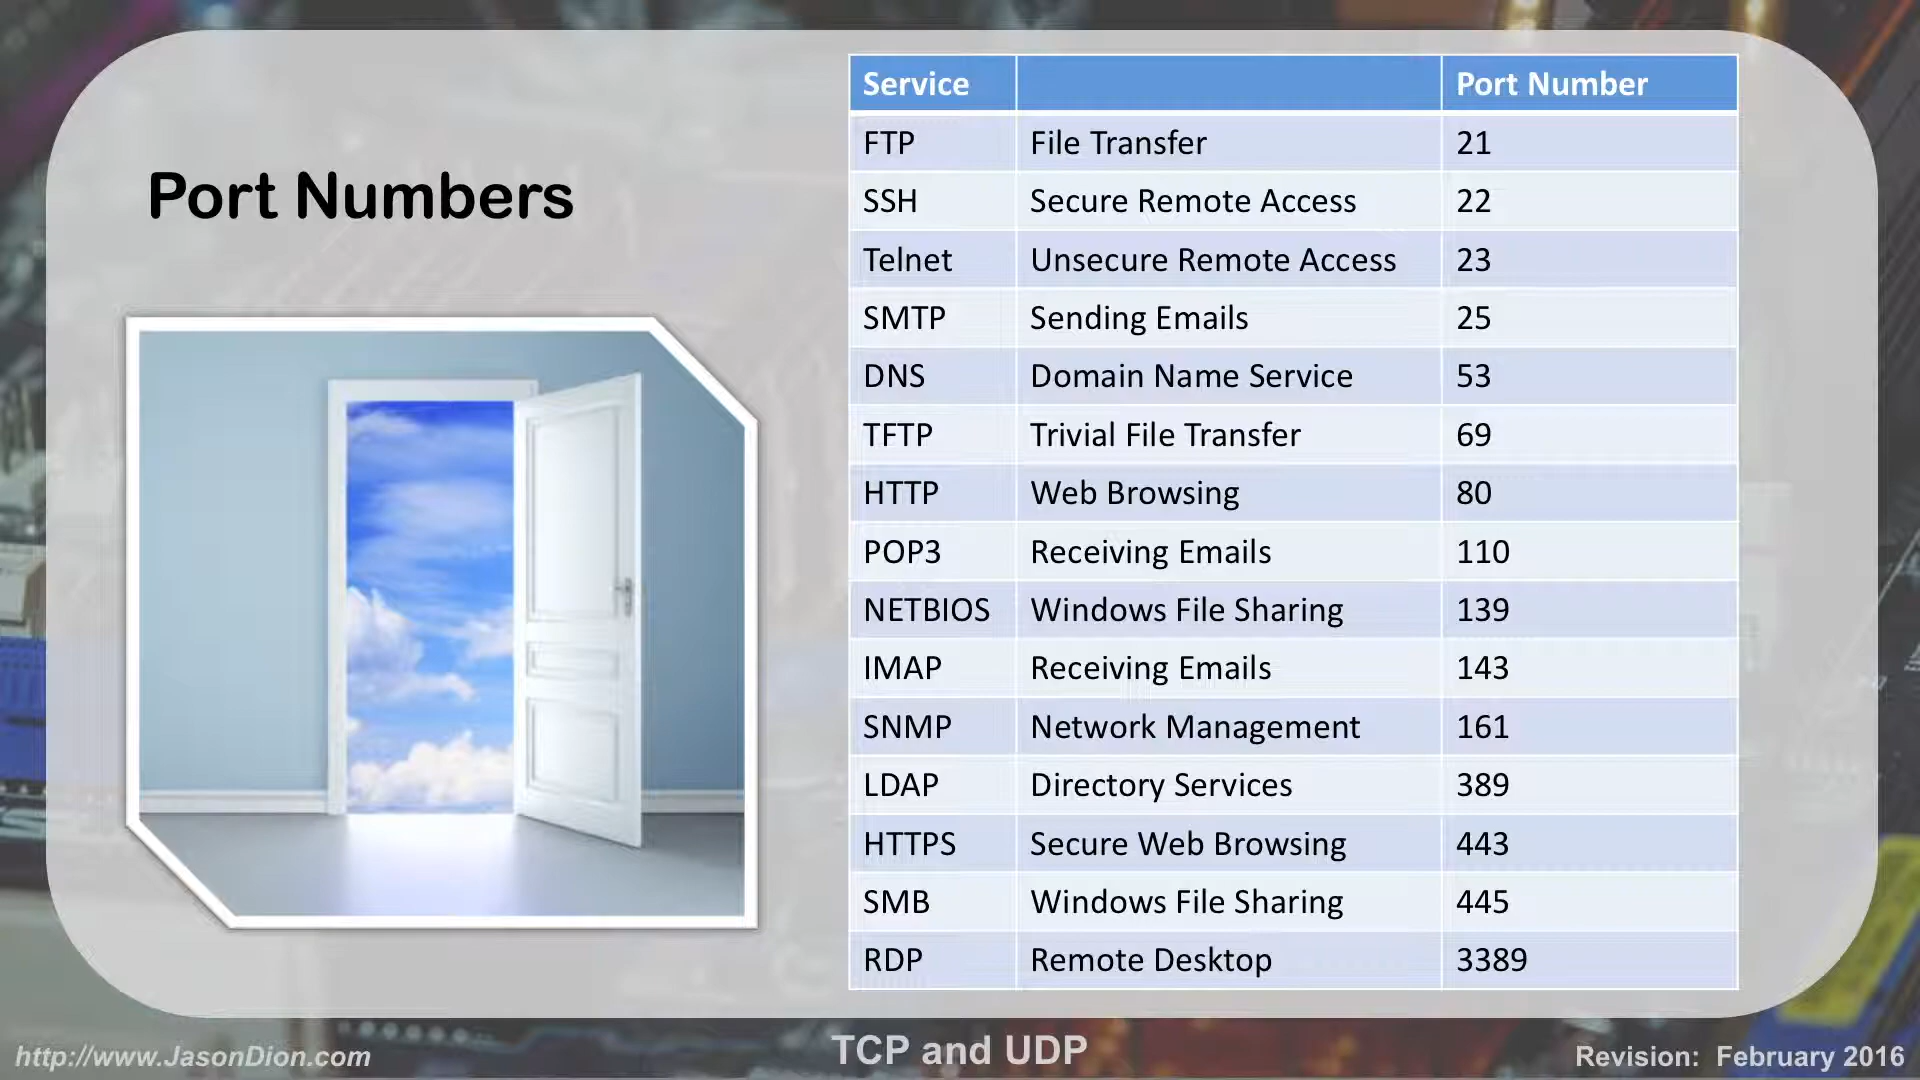 Port Numbers
Service Port Number
FTP File Transfer 21
SSH Secure Remote Access 22
Telnet Unsecure Remote Access 23
SMTP Sending Emails 25
DNS Domain Name Service 53
TFTP Trivial File Transfer 69
HTTP Web Browsing 80
POP3 Receiving Emails 110
NETBIOS Windows File Sharing 139
IMAP Receiving Emails 143
SNMP Network Management 161
LDAP Directory Services 389
HTTPS Secure Web Browsing 443
SMB Windows File Sharing 445
RDP Remote Desktop 3389
http://www.JasonDion.com
TCP and UDP
Revision: February 2016